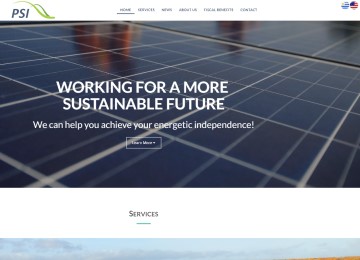 PSI
HOME SERVICES NEWS ABOUT US FISCAL BENEFITS CONTACT
WORKING FOR A MORE
SUSTAINABLE FUTURE
We can help you achieve your energetic independence!
Learn More
SERVICES